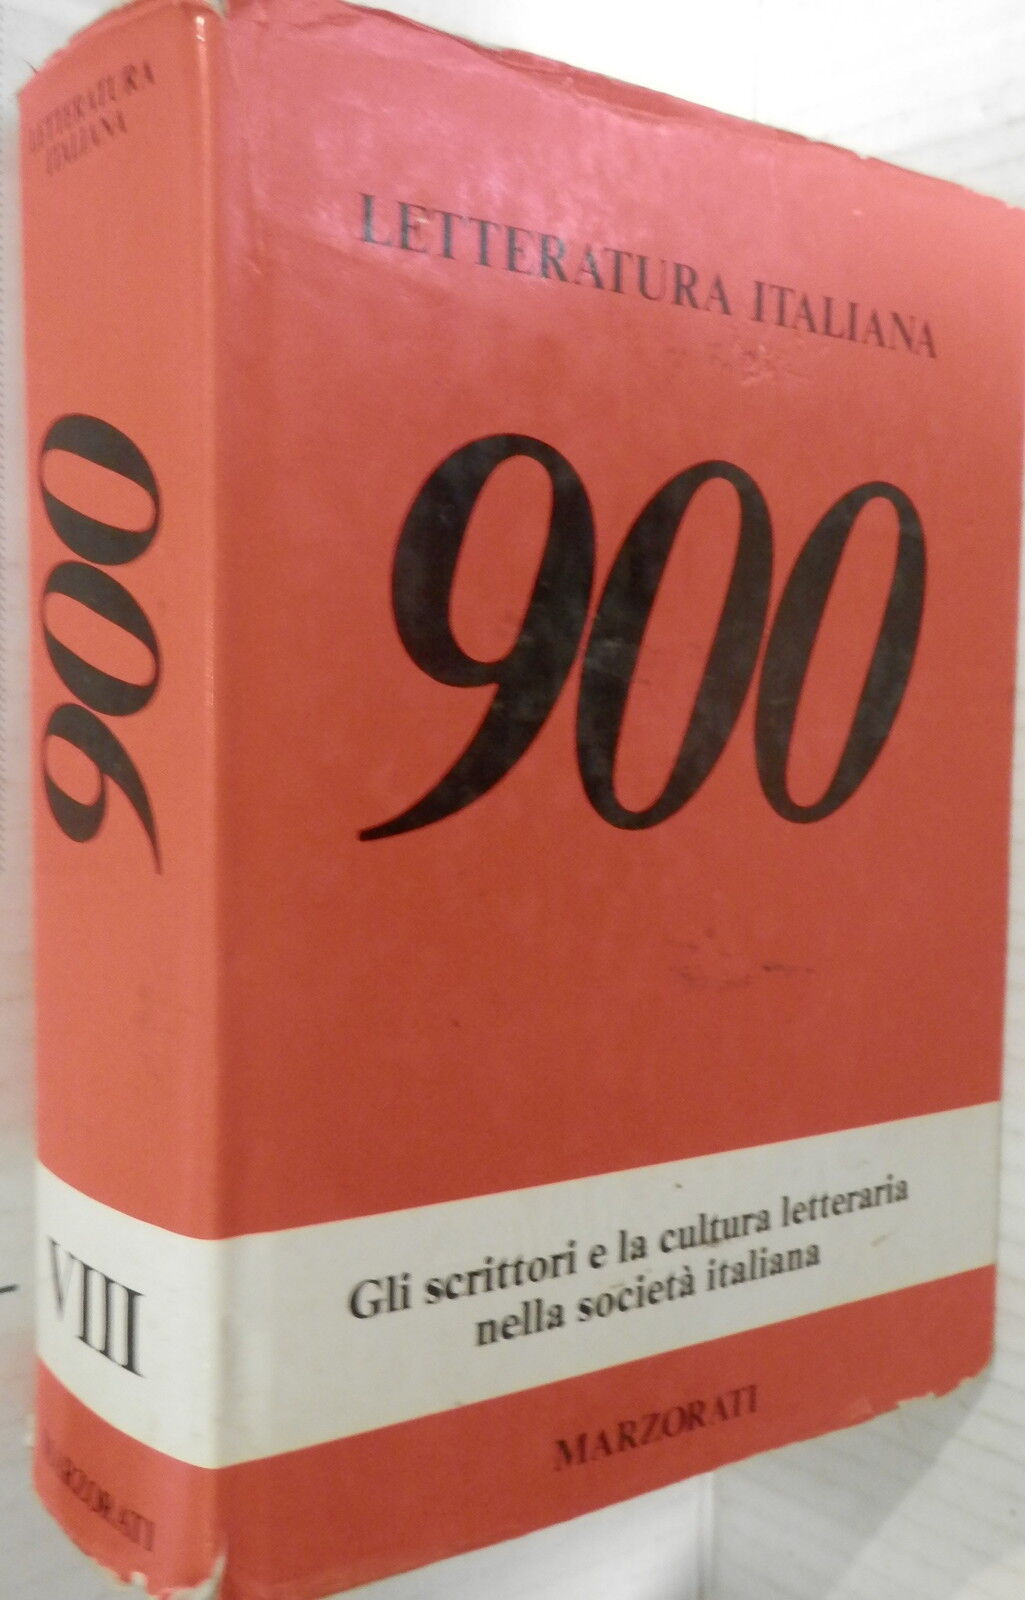 LETTERATURA
ITALIANA
900
VIII
MARZORATI
LETTERATURA ITALIANA
900
Gli scrittori e la cultura letteraria
nella società italiana
MARZORATI